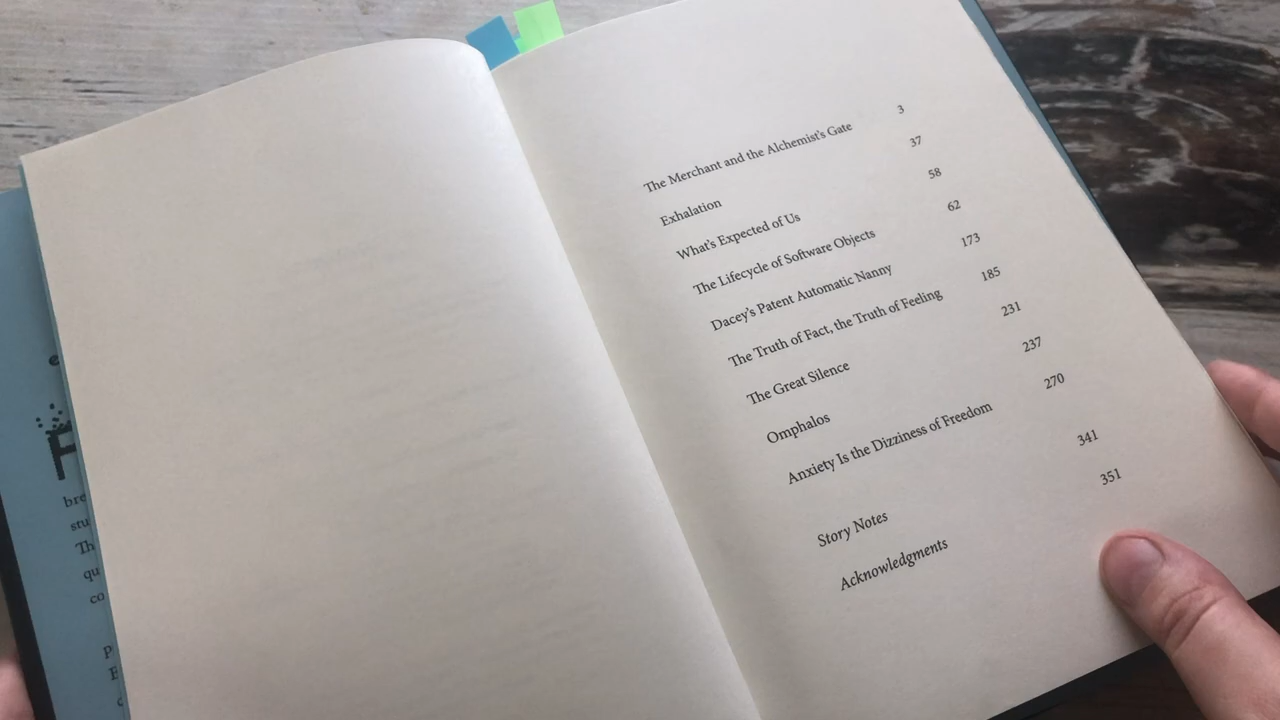 The Merchant and the Alchemist's Gate 3
Exhalation 37
What's Expected of Us 58
The Lifecycle of Software Objects 62
Dacey's Patent Automatic Nanny 173
The Truth of Fact, the Truth of Feeling 185
The Great Silence 231
Omphalos 237
Anxiety Is the Dizziness of Freedom 270
Story Notes 341
Acknowledgments 351